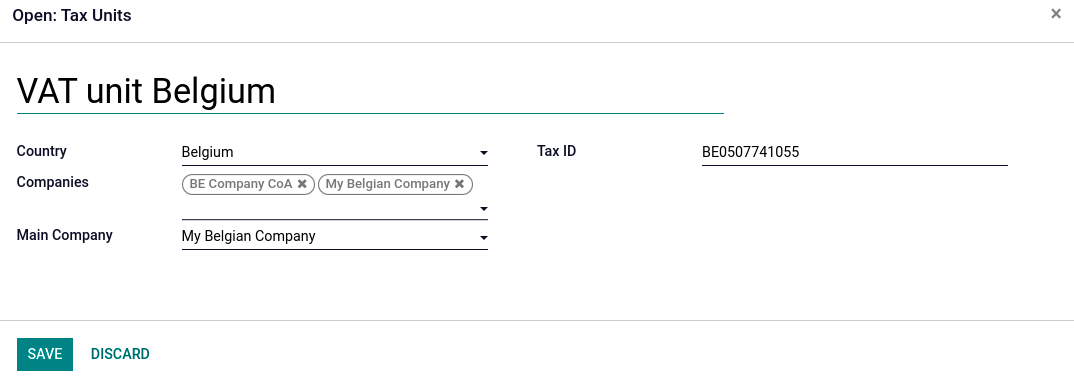 Open: Tax Units ×
VAT unit Belgium
Country Belgium Tax ID BE0507741055
Companies BE Company CoA ✖ My Belgian Company ✖
Main Company My Belgian Company
SAVE DISCARD